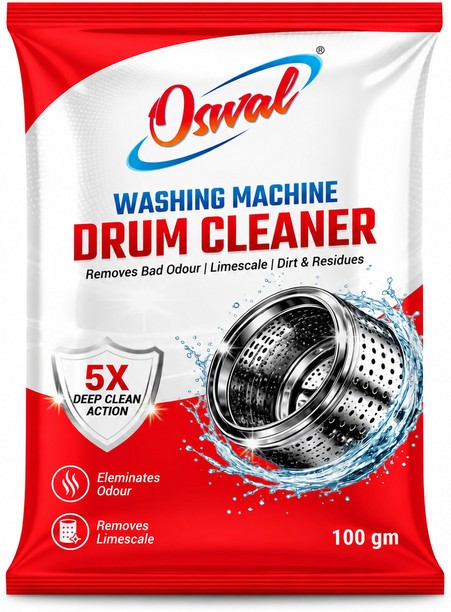 Oswal®
WASHING MACHINE
DRUM CLEANER
Removes Bad Odour | Limescale | Dirt & Residues
5X
DEEP CLEAN
ACTION
Eleminates
Odour
Removes
Limescale
100 gm